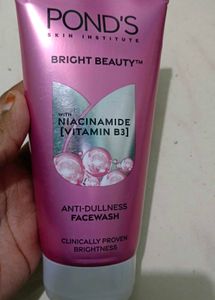 POND'S
SKIN INSTITUTE
BRIGHT BEAUTY™
WITH
NIACINAMIDE
[VITAMIN B3]
ANTI-DULLNESS
FACEWASH
CLINICALLY PROVEN
BRIGHTNESS